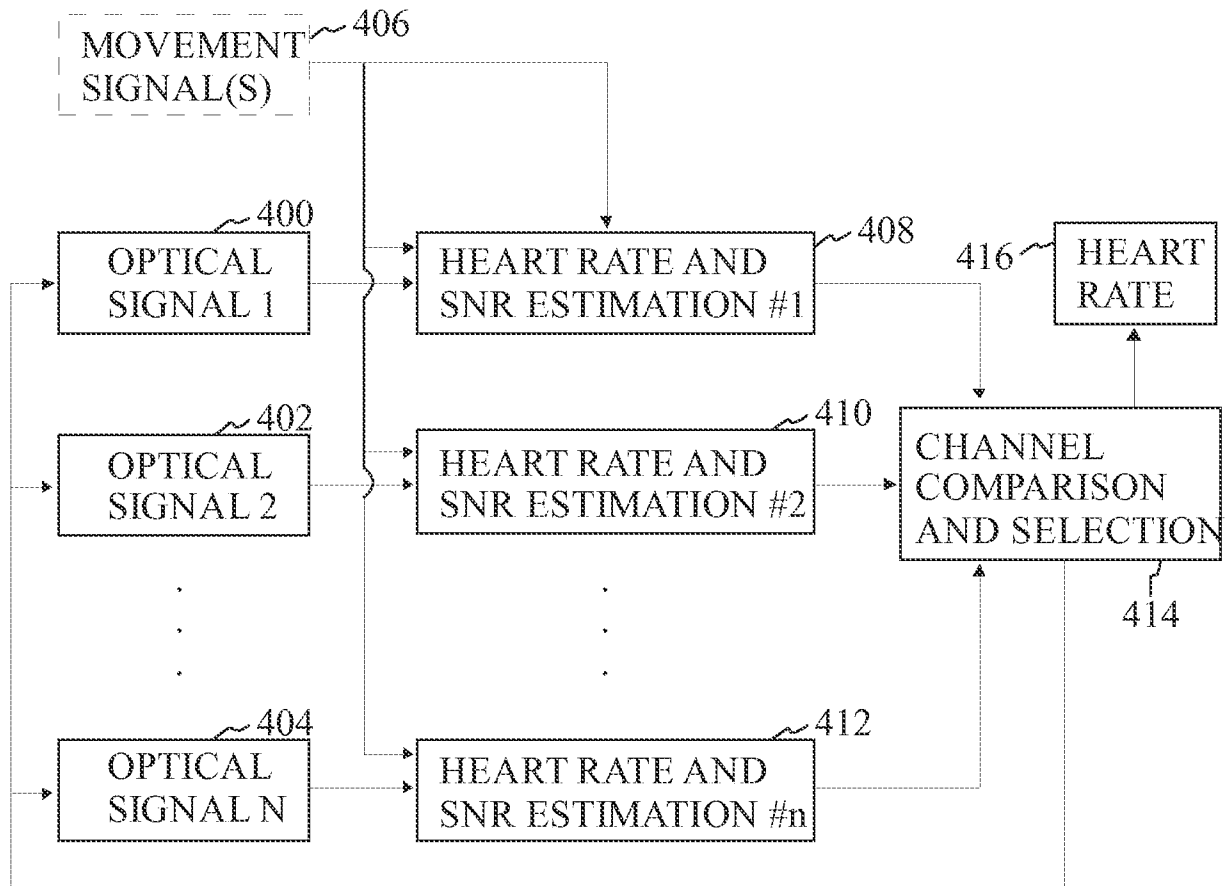 MOVEMENT
SIGNAL(S)
406
400
OPTICAL
SIGNAL 1
HEART RATE AND
SNR ESTIMATION #1
408
416
HEART
RATE
402
OPTICAL
SIGNAL 2
HEART RATE AND
SNR ESTIMATION #2
410
CHANNEL
COMPARISON
AND SELECTION
414
404
OPTICAL
SIGNAL N
HEART RATE AND
SNR ESTIMATION #n
412